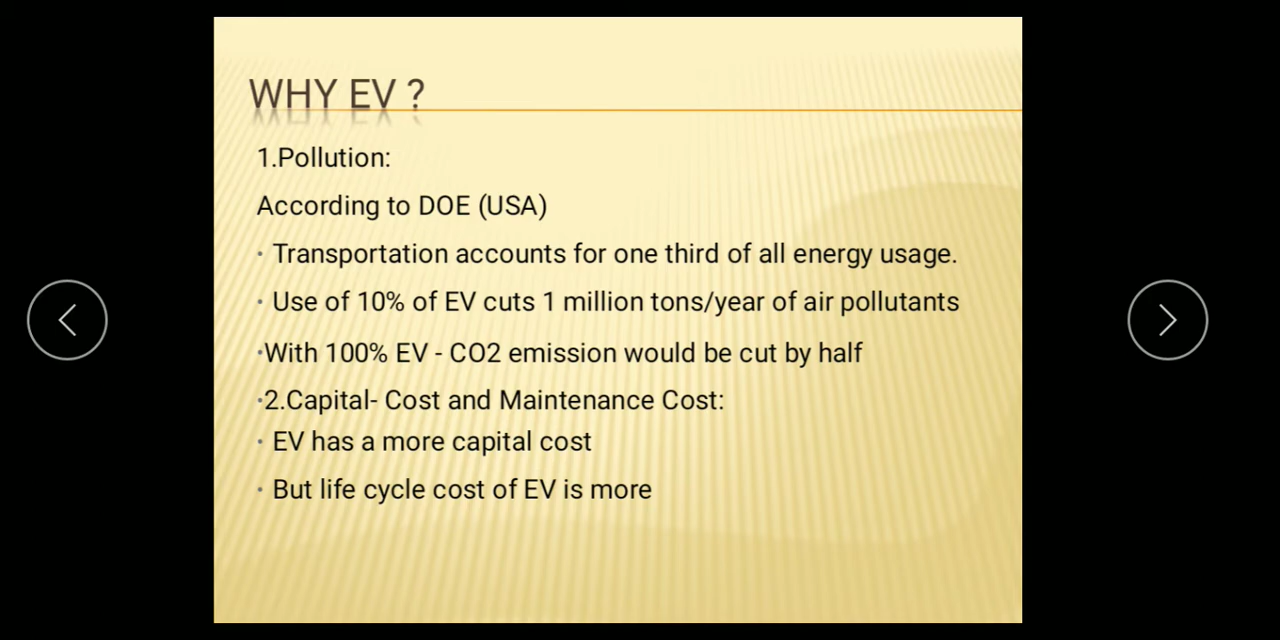 WHY EV ?
1.Pollution:
According to DOE (USA)
• Transportation accounts for one third of all energy usage.
• Use of 10% of EV cuts 1 million tons/year of air pollutants
•With 100% EV - CO2 emission would be cut by half
•2.Capital- Cost and Maintenance Cost:
• EV has a more capital cost
• But life cycle cost of EV is more